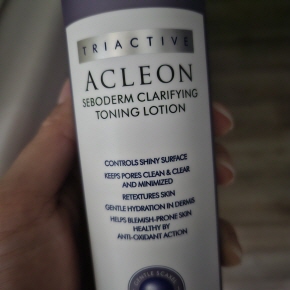 TRIACTIVE
ACLEON
SEBODERM CLARIFYING
TONING LOTION
CONTROLS SHINY SURFACE
KEEPS PORES CLEAN & CLEAR
AND MINIMIZED
RETEXTURES SKIN
GENTLE HYDRATION IN DERMIS
HELPS BLEMISH-PRONE SKIN
HEALTHY BY
ANTI-OXIDANT ACTION